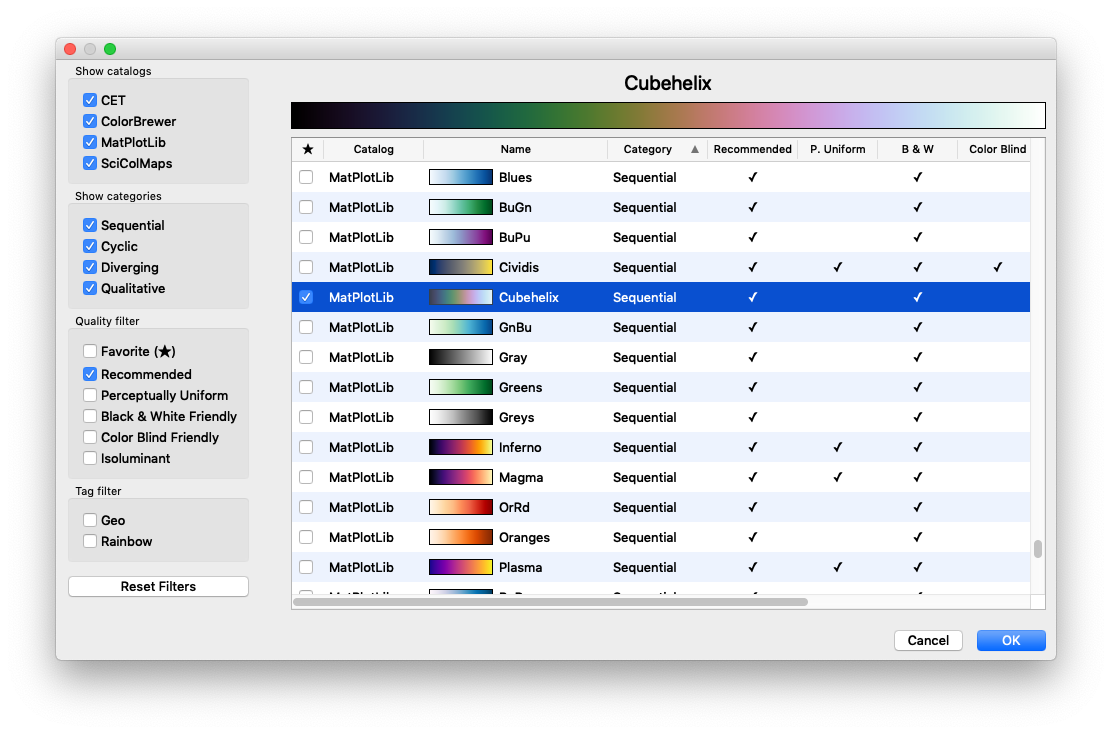 Show catalogs
CET
ColorBrewer
MatPlotLib
SciColMaps
Show categories
Sequential
Cyclic
Diverging
Qualitative
Quality filter
Favorite (★)
Recommended
Perceptually Uniform
Black & White Friendly
Color Blind Friendly
Isoluminant
Tag filter
Geo
Rainbow
Reset Filters
Cubehelix
★ Catalog Name Category ▲ Recommended P. Uniform B & W Color Blind
MatPlotLib Blues Sequential ✓ ✓
MatPlotLib BuGn Sequential ✓ ✓
MatPlotLib BuPu Sequential ✓ ✓
MatPlotLib Cividis Sequential ✓ ✓ ✓ ✓
MatPlotLib Cubehelix Sequential ✓ ✓
MatPlotLib GnBu Sequential ✓ ✓
MatPlotLib Gray Sequential ✓ ✓
MatPlotLib Greens Sequential ✓ ✓
MatPlotLib Greys Sequential ✓ ✓
MatPlotLib Inferno Sequential ✓ ✓ ✓
MatPlotLib Magma Sequential ✓ ✓ ✓
MatPlotLib OrRd Sequential ✓ ✓
MatPlotLib Oranges Sequential ✓ ✓
MatPlotLib Plasma Sequential ✓ ✓ ✓
Cancel OK